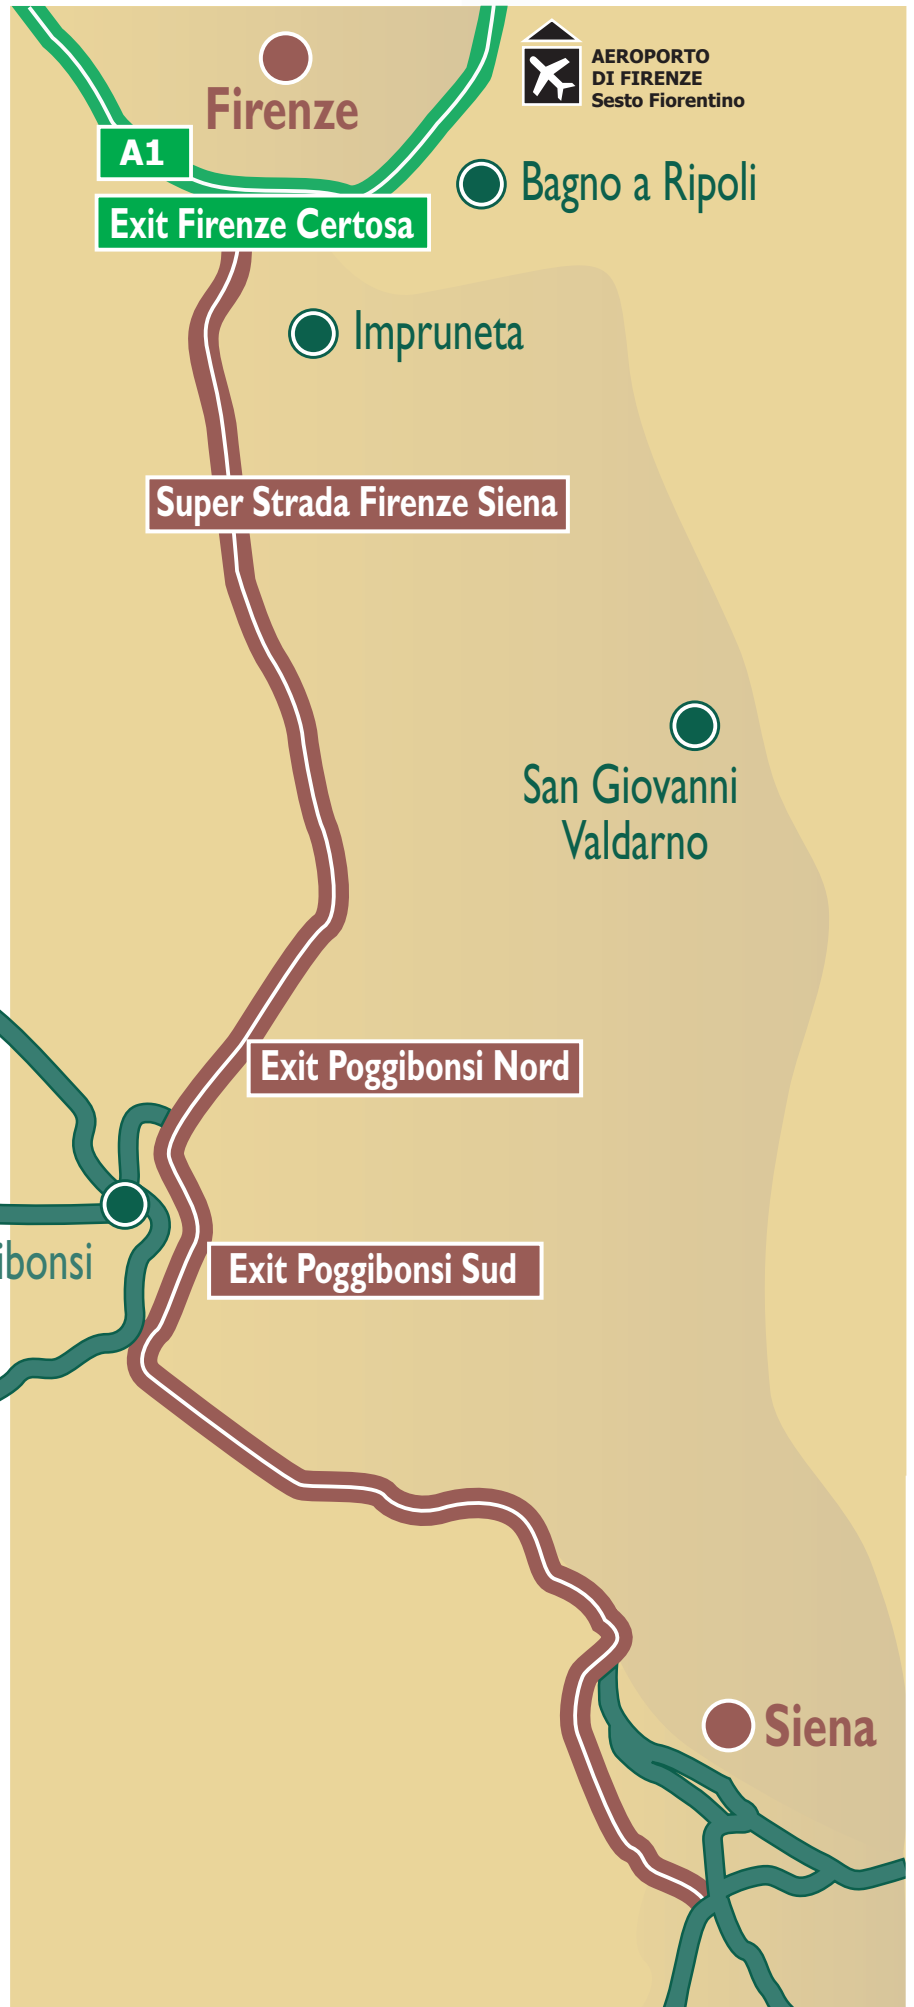 AEROPORTO
DI FIRENZE
Sesto Fiorentino
Firenze
A1
Bagno a Ripoli
Exit Firenze Certosa
Impruneta
Super Strada Firenze Siena
San Giovanni
Valdarno
Exit Poggibonsi Nord
ibonsi
Exit Poggibonsi Sud
Siena